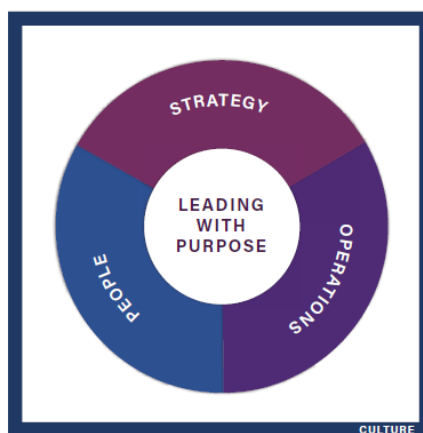 STRATEGY
LEADING
WITH
PURPOSE
PEOPLE
OPERATIONS
CULTURE